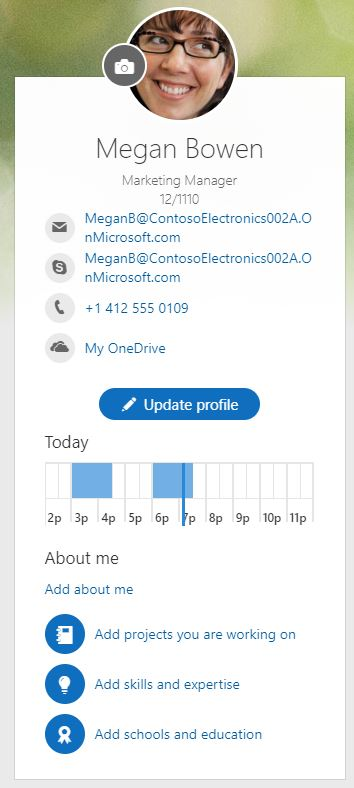 Megan Bowen
Marketing Manager
12/1110
MeganB@ContosoElectronics002A.O
nMicrosoft.com
MeganB@ContosoElectronics002A.O
nMicrosoft.com
+1 412 555 0109
My OneDrive
Update profile
Today
2p 3p 4p 5p 6p 7p 8p 9p 10p 11p
About me
Add about me
Add projects you are working on
Add skills and expertise
Add schools and education